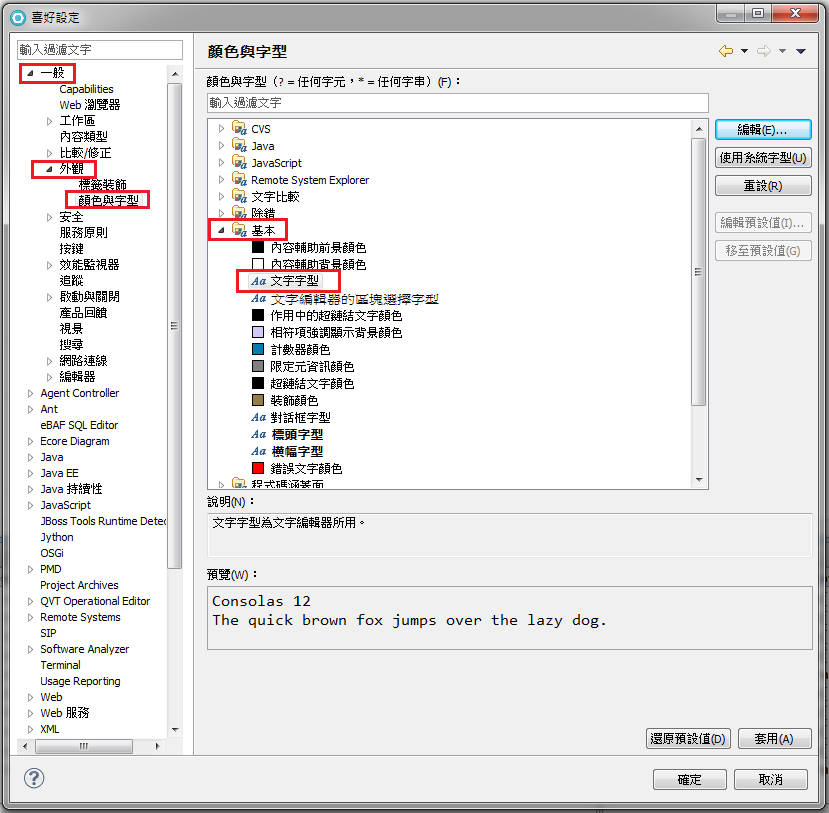 喜好設定
輸入過濾文字
一般
Capabilities
Web 瀏覽器
工作區
內容類型
比較/修正
外觀
標籤裝飾
顏色與字型
安全
服務原則
按鍵
效能監視器
追蹤
啟動與關閉
產品回饋
視景
搜尋
網路連線
編輯器
Agent Controller
Ant
eBAF SQL Editor
Ecore Diagram
Java
Java EE
Java 持續性
JavaScript
JBoss Tools Runtime Detec
Jython
OSGi
PMD
Project Archives
QVT Operational Editor
Remote Systems
SIP
Software Analyzer
Terminal
Usage Reporting
Web
Web 服務
XML
顏色與字型
顏色與字型（? = 任何字元，* = 任何字串）(F)：
輸入過濾文字
CVS
Java
JavaScript
Remote System Explorer
文字比較
除錯
基本
內容輔助前景顏色
內容輔助背景顏色
Aa 文字字型
Aa 文字編輯器的區塊選擇字型
作用中的超鏈結文字顏色
相符項強調顯示背景顏色
計數器顏色
限定元資訊顏色
超鏈結文字顏色
裝飾顏色
Aa 對話框字型
Aa 標頭字型
Aa 橫幅字型
錯誤文字顏色
程式碼涵蓋面
編輯(E)...
使用系統字型(U)
重設(R)
編輯預設值(I)...
移至預設值(G)
說明(N)：
文字字型為文字編輯器所用。
預覽(W)：
Consolas 12
The quick brown fox jumps over the lazy dog.
還原預設值(D)
套用(A)
確定
取消